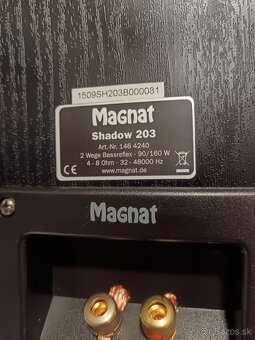 1509SH203B000081
Magnat
Shadow 203
Art.-Nr. 146 4240
2 Wege Bassreflex - 90/160 W
4 - 8 Ohm - 32 - 48000 Hz
www.magnat.de
CE
Magnat